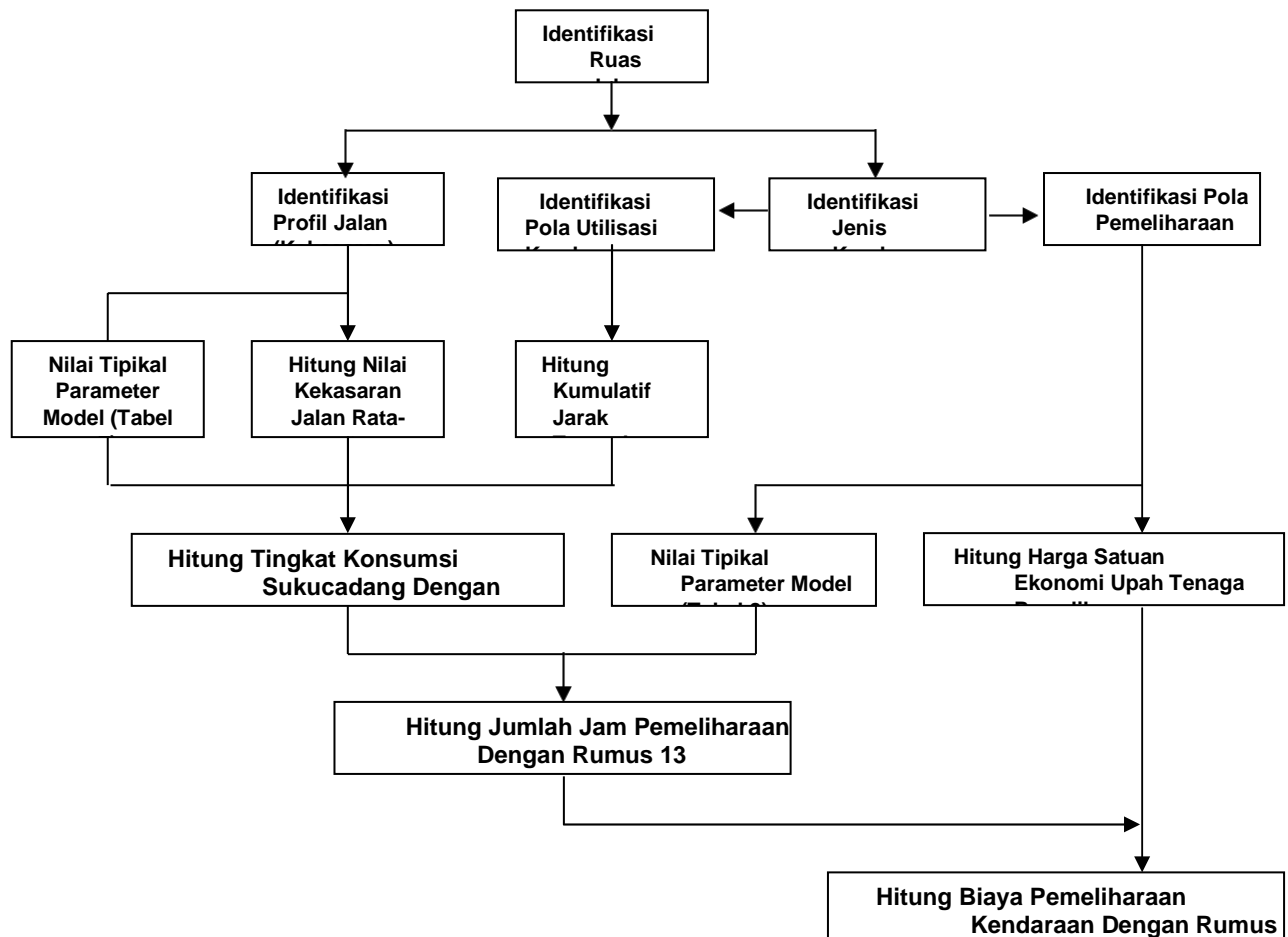 Identifikasi
Ruas
Identifikasi
Profil Jalan
Identifikasi
Pola Utilisasi
Identifikasi
Jenis
Identifikasi Pola
Pemeliharaan
Nilai Tipikal
Parameter
Model (Tabel
Hitung Nilai
Kekasaran
Jalan Rata-
Hitung
Kumulatif
Jarak
Hitung Tingkat Konsumsi
Sukucadang Dengan
Nilai Tipikal
Parameter Model
Hitung Harga Satuan
Ekonomi Upah Tenaga
Hitung Jumlah Jam Pemeliharaan
Dengan Rumus 13
Hitung Biaya Pemeliharaan
Kendaraan Dengan Rumus